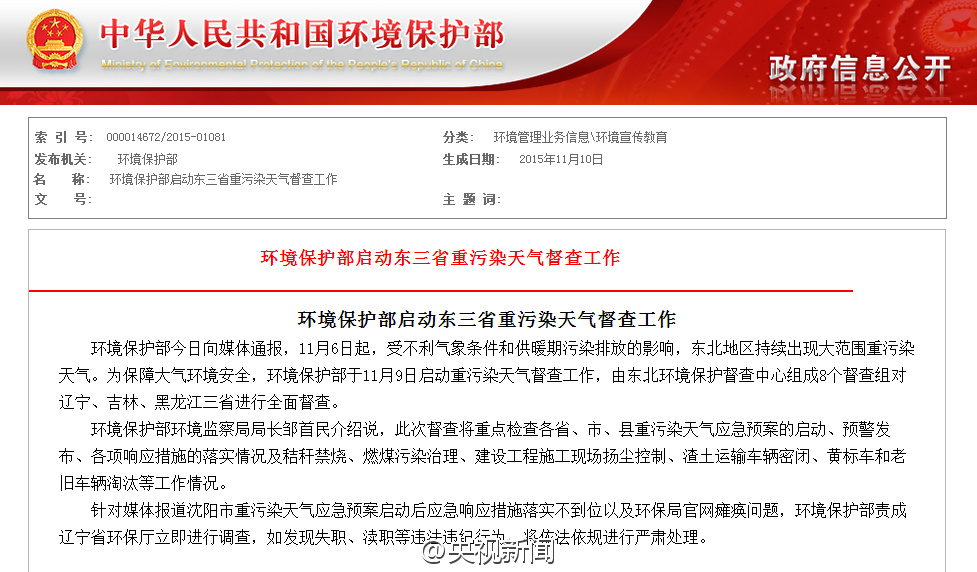 中华人民共和国环境保护部
Ministry of Environmental Protection of the People's Republic of China
政府信息公开
索 引 号： 000014672/2015-01081 分类： 环境管理业务信息\环境宣传教育
发布机关： 环境保护部 生成日期： 2015年11月10日
名 称： 环境保护部启动东三省重污染天气督查工作
文 号： 主 题 词：
环境保护部启动东三省重污染天气督查工作
环境保护部启动东三省重污染天气督查工作
环境保护部今日向媒体通报，11月6日起，受不利气象条件和供暖期污染排放的影响，东北地区持续出现大范围重污染
天气。为保障大气环境安全，环境保护部于11月9日启动重污染天气督查工作，由东北环境保护督查中心组成8个督查组对
辽宁、吉林、黑龙江三省进行全面督查。
环境保护部环境监察局局长邹首民介绍说，此次督查将重点检查各省、市、县重污染天气应急预案的启动、预警发
布、各项响应措施的落实情况及秸秆禁烧、燃煤污染治理、建设工程施工现场扬尘控制、渣土运输车辆密闭、黄标车和老
旧车辆淘汰等工作情况。
针对媒体报道沈阳市重污染天气应急预案启动后应急响应措施落实不到位以及环保局官网瘫痪问题，环境保护部责成
辽宁省环保厅立即进行调查，如发现失职、渎职等违法违纪行为，将依法依规进行严肃处理。
@央视新闻